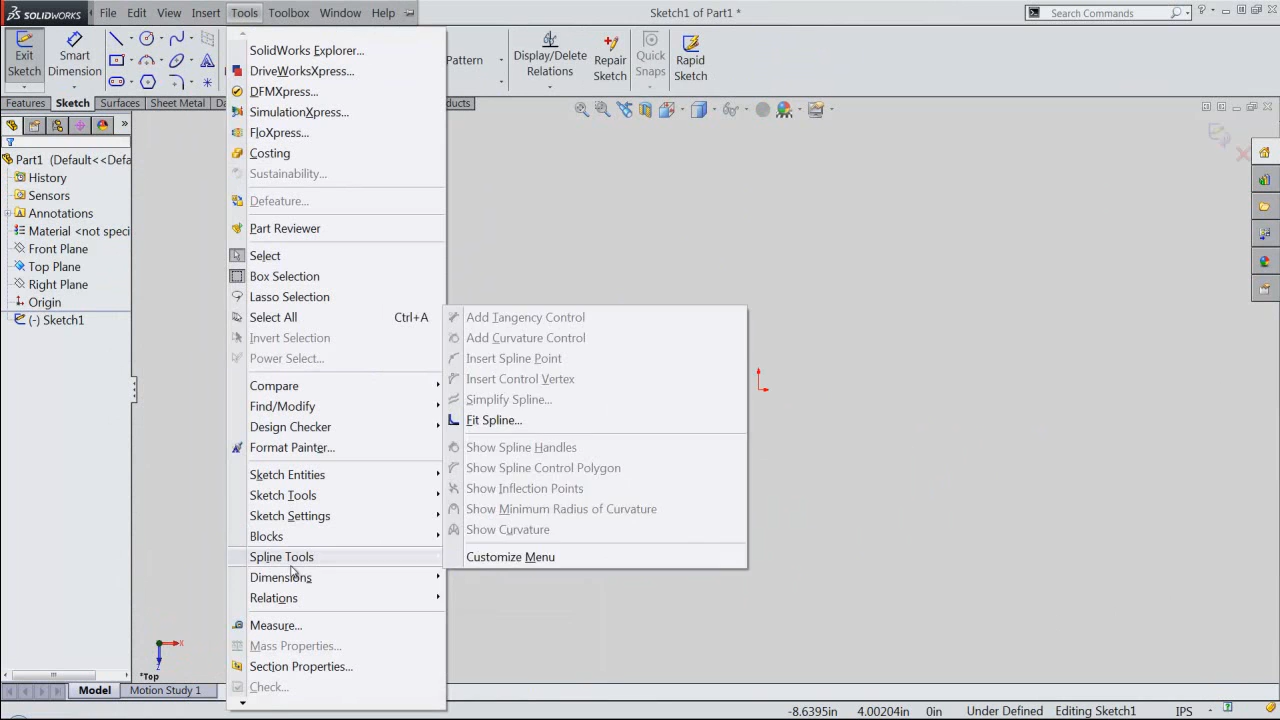 SOLIDWORKS File Edit View Insert Tools Toolbox Window Help Sketch1 of Part1 * Search Commands
Exit Sketch
Smart Dimension
Pattern
Display/Delete Relations
Repair Sketch
Quick Snaps
Rapid Sketch
Features Sketch Surfaces Sheet Metal
Part1 (Default<<Defa
History
Sensors
Annotations
Material <not speci
Front Plane
Top Plane
Right Plane
Origin
(-) Sketch1
SolidWorks Explorer...
DriveWorksXpress...
DFMXpress...
SimulationXpress...
FloXpress...
Costing
Sustainability...
Defeature...
Part Reviewer
Select
Box Selection
Lasso Selection
Select All Ctrl+A
Invert Selection
Power Select...
Compare
Find/Modify
Design Checker
Format Painter...
Sketch Entities
Sketch Tools
Sketch Settings
Blocks
Spline Tools
Dimensions
Relations
Measure...
Mass Properties...
Section Properties...
Check...
Add Tangency Control
Add Curvature Control
Insert Spline Point
Insert Control Vertex
Simplify Spline...
Fit Spline...
Show Spline Handles
Show Spline Control Polygon
Show Inflection Points
Show Minimum Radius of Curvature
Show Curvature
Customize Menu
X
Z
*Top
Model Motion Study 1
-8.6395in 4.00204in 0in Under Defined Editing Sketch1 IPS